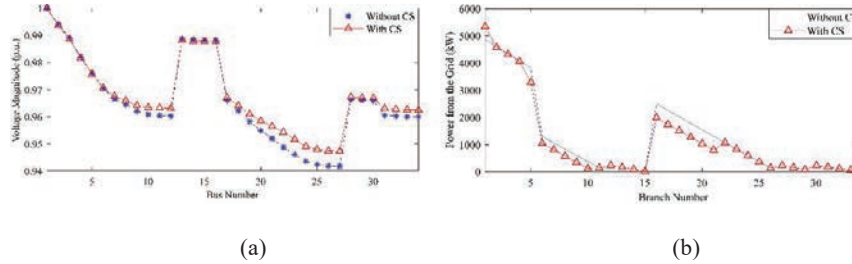 1
0.99
0.98
0.97
0.96
0.95
0.94
Voltage Magnitude (p.u.)
5
10
15
20
25
30
Bus Number
Without CS
With CS
(a)
6000
5000
4000
3000
2000
1000
0
Power from the Grid (kW)
0
5
10
15
20
25
30
Branch Number
Without C
With CS
(b)